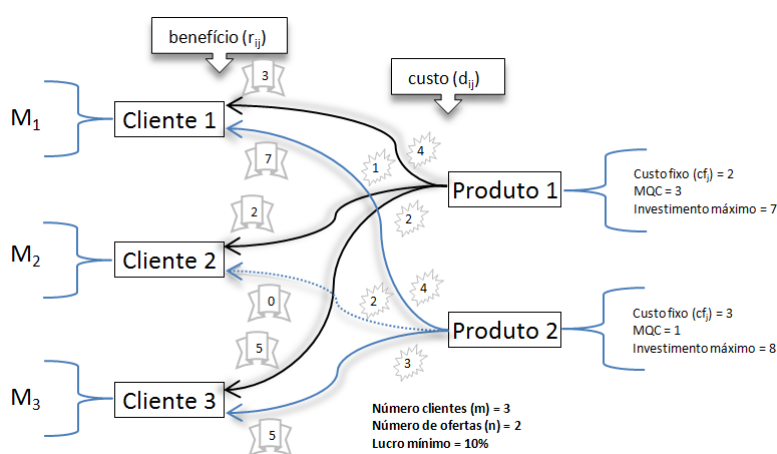 benefício (rij)
custo (dij)
3
M1
Cliente 1
7
1
4
Produto 1
Custo fixo (cfj) = 2
MQC = 3
Investimento máximo = 7
2
2
M2
Cliente 2
0
2
4
Produto 2
Custo fixo (cfj) = 3
MQC = 1
Investimento máximo = 8
5
3
M3
Cliente 3
5
Número clientes (m) = 3
Número de ofertas (n) = 2
Lucro mínimo = 10%